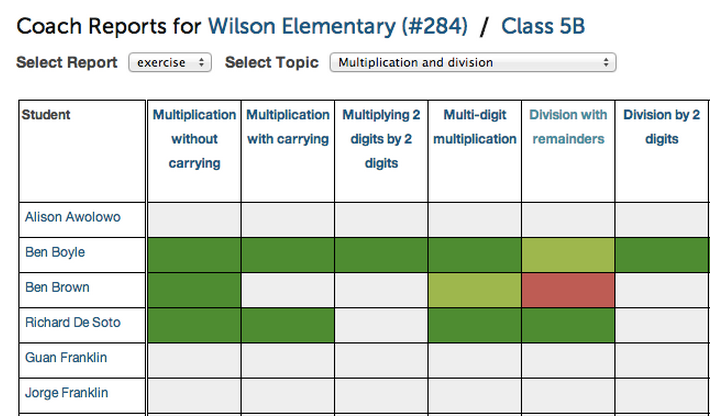 Coach Reports for Wilson Elementary (#284) / Class 5B
Select Report exercise Select Topic Multiplication and division
Student
Multiplication without carrying
Multiplication with carrying
Multiplying 2 digits by 2 digits
Multi-digit multiplication
Division with remainders
Division by 2 digits
Alison Awolowo
Ben Boyle
Ben Brown
Richard De Soto
Guan Franklin
Jorge Franklin